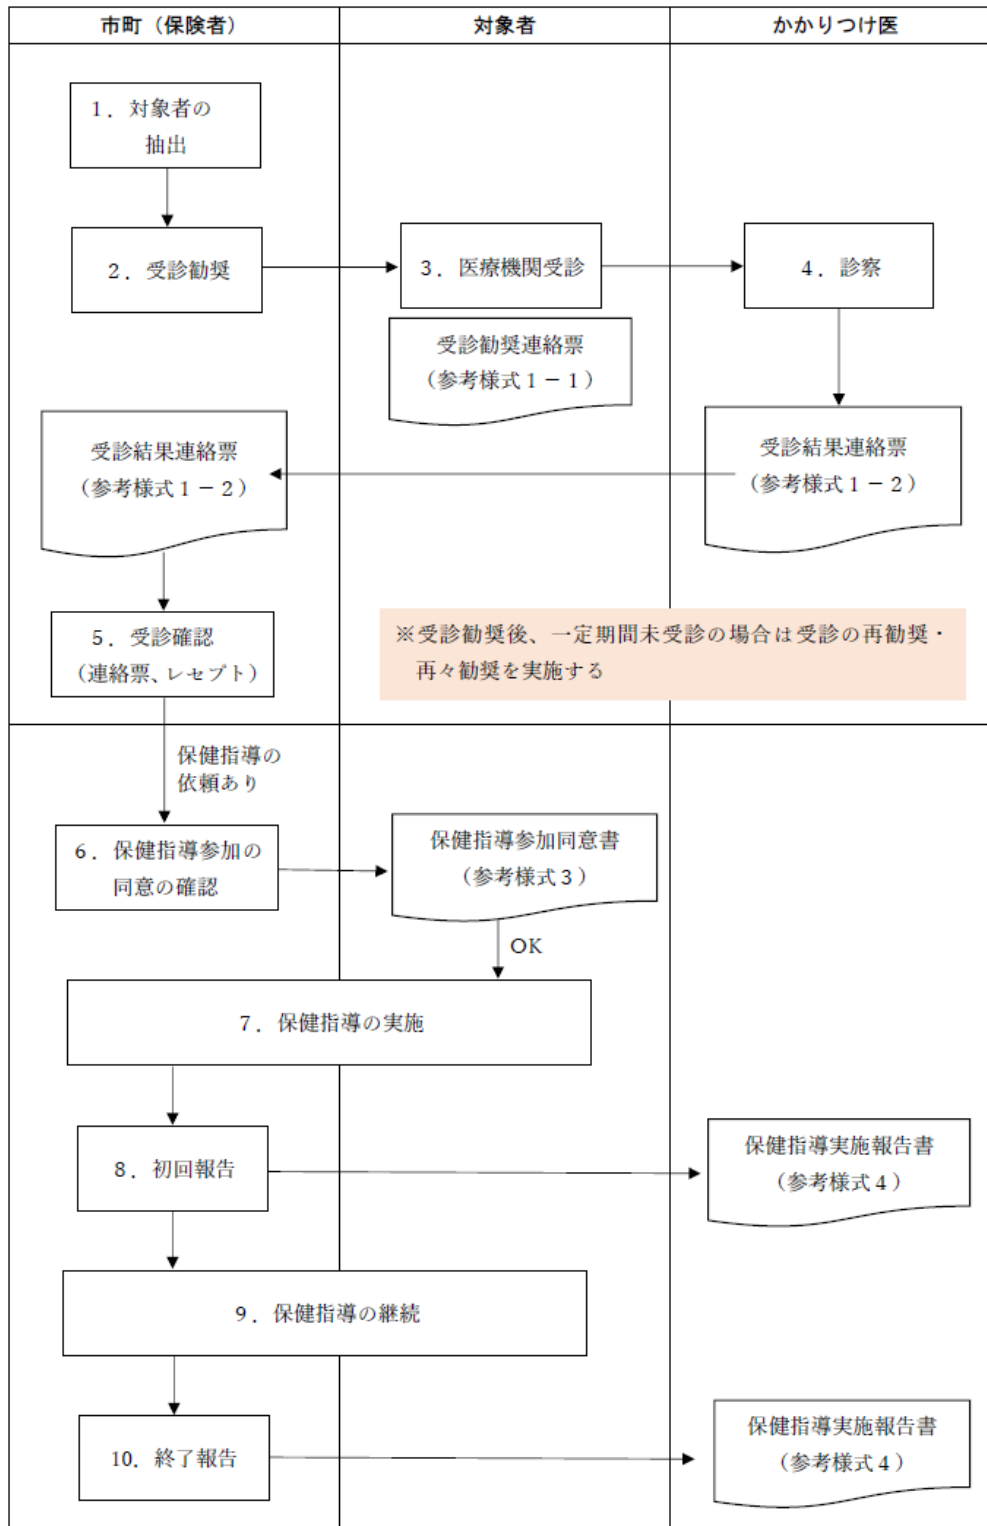 市町（保険者）
対象者
かかりつけ医
１．対象者の
抽出
２．受診勧奨
３．医療機関受診
４．診察
受診勧奨連絡票
（参考様式１－１）
受診結果連絡票
（参考様式１－２）
受診結果連絡票
（参考様式１－２）
５．受診確認
（連絡票、レセプト）
※受診勧奨後、一定期間未受診の場合は受診の再勧奨・
再々勧奨を実施する
保健指導の
依頼あり
６．保健指導参加の
同意の確認
保健指導参加同意書
（参考様式３）
OK
７．保健指導の実施
８．初回報告
保健指導実施報告書
（参考様式４）
９．保健指導の継続
10．終了報告
保健指導実施報告書
（参考様式４）